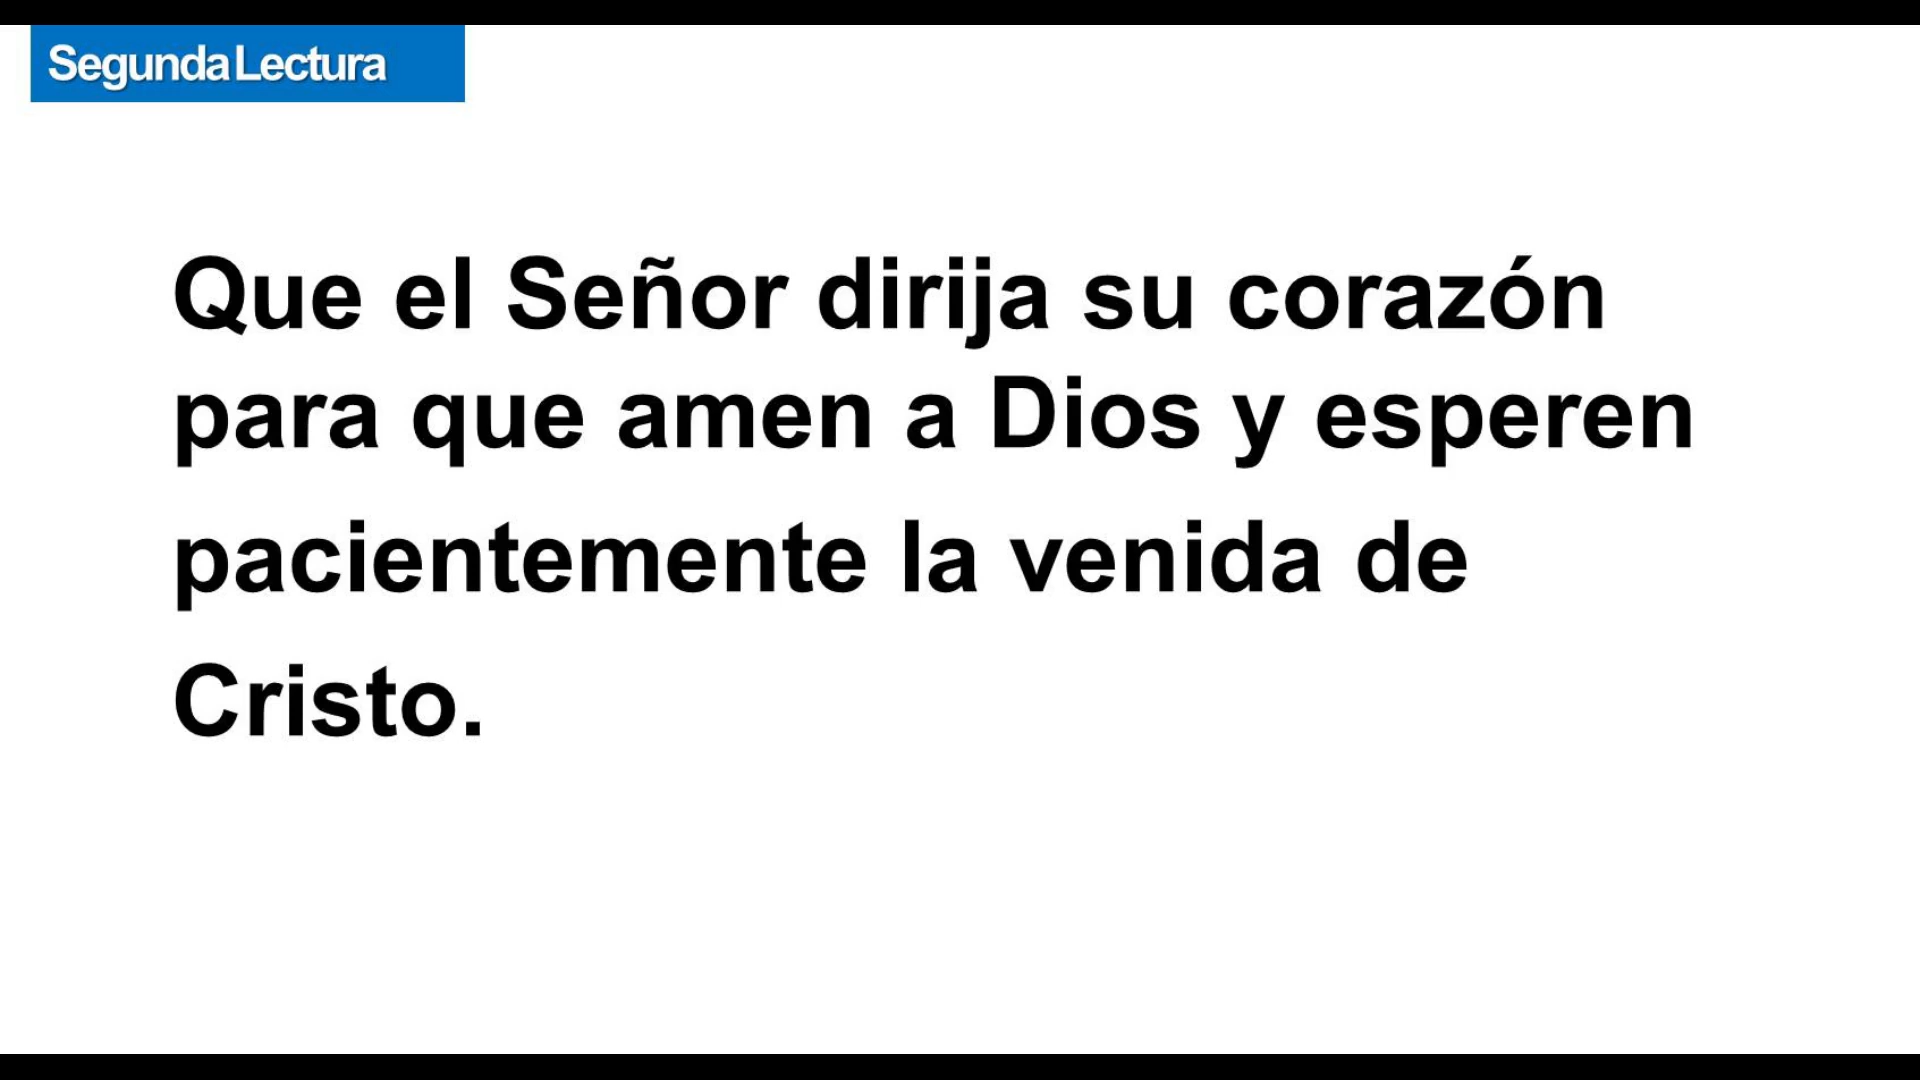 Segunda Lectura
Que el Señor dirija su corazón
para que amen a Dios y esperen
pacientemente la venida de
Cristo.